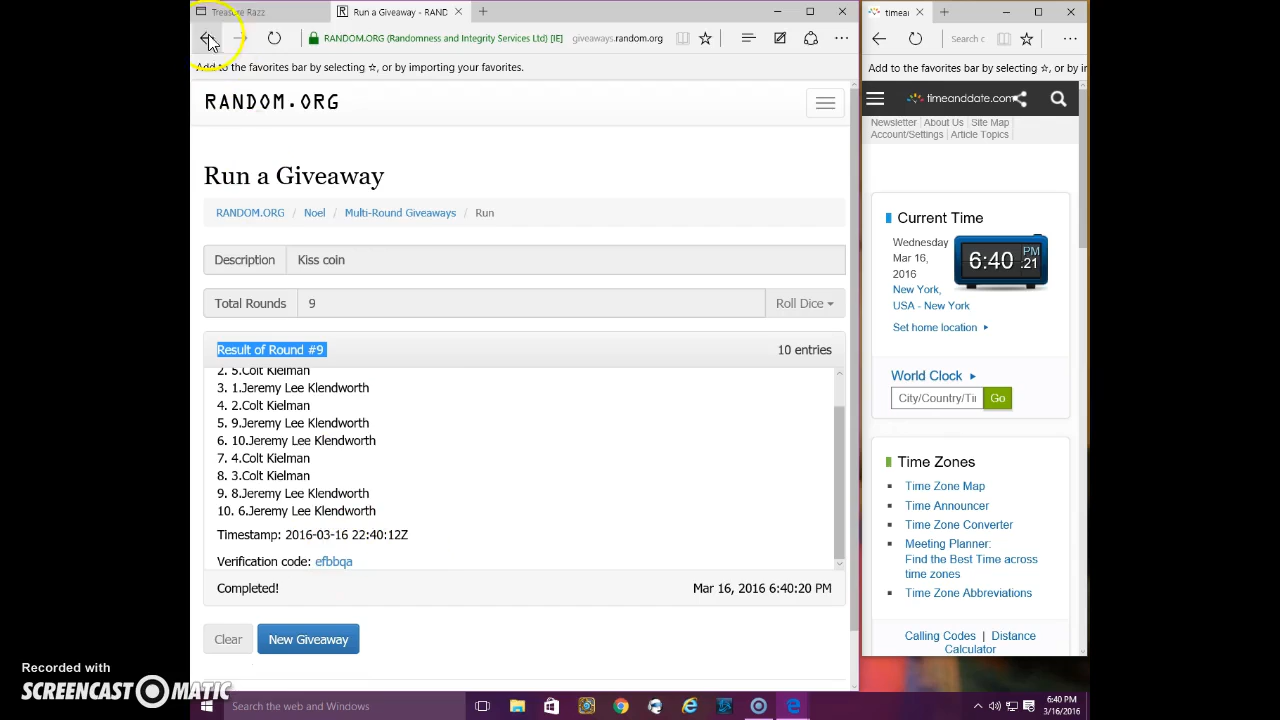 Treasure Razz
Run a Giveaway - RAND
RANDOM.ORG (Randomness and Integrity Services Ltd) [IE] giveaways.random.org
Add to the favorites bar by selecting ☆, or by importing your favorites.
RANDOM.ORG
Run a Giveaway
RANDOM.ORG / Noel / Multi-Round Giveaways / Run
Description Kiss coin
Total Rounds 9 Roll Dice
Result of Round #9 10 entries
2. 5.Colt Kielman
3. 1.Jeremy Lee Klendworth
4. 2.Colt Kielman
5. 9.Jeremy Lee Klendworth
6. 10.Jeremy Lee Klendworth
7. 4.Colt Kielman
8. 3.Colt Kielman
9. 8.Jeremy Lee Klendworth
10. 6.Jeremy Lee Klendworth
Timestamp: 2016-03-16 22:40:12Z
Verification code: efbbqa
Completed! Mar 16, 2016 6:40:20 PM
Clear New Giveaway
timeand
Search o
Add to the favorites bar by selecting ☆, or by in
timeanddate.com
Newsletter About Us Site Map
Account/Settings Article Topics
Current Time
Wednesday
Mar 16,
2016
New York,
USA - New York
6:40 PM .21
Set home location
World Clock
City/Country/Tin Go
Time Zones
Time Zone Map
Time Announcer
Time Zone Converter
Meeting Planner:
Find the Best Time across
time zones
Time Zone Abbreviations
Calling Codes | Distance
Calculator
Recorded with
SCREENCAST MATIC
Search the web and Windows
6:40 PM
3/16/2016